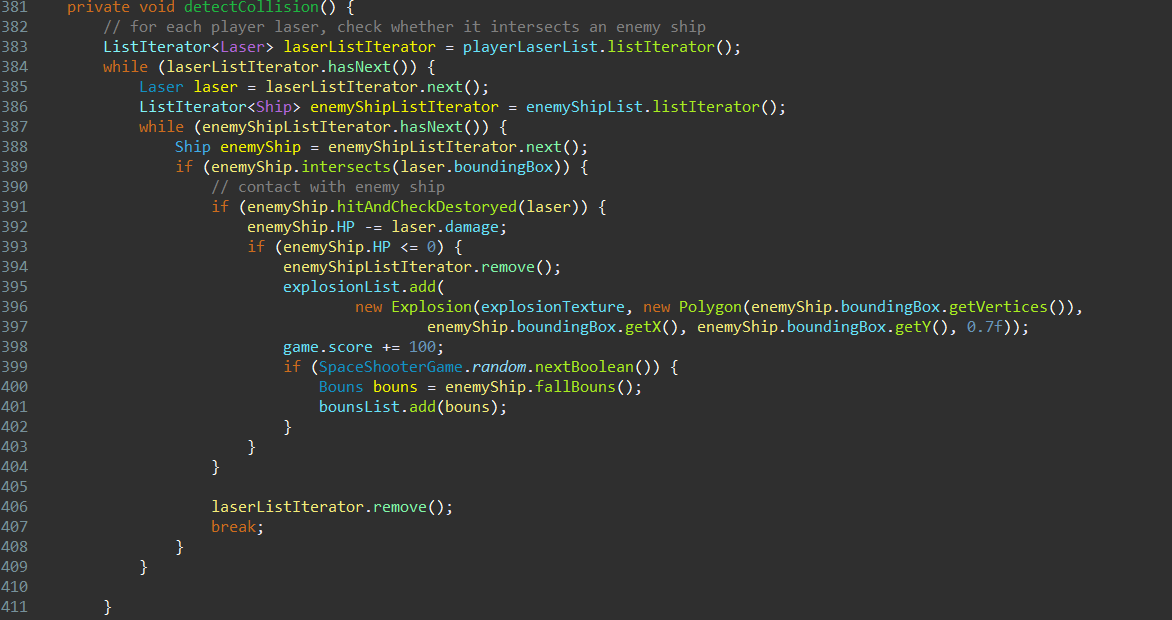 381 private void detectCollision() {
382 // for each player laser, check whether it intersects an enemy ship
383 ListIterator<Laser> laserListIterator = playerLaserList.listIterator();
384 while (laserListIterator.hasNext()) {
385 Laser laser = laserListIterator.next();
386 ListIterator<Ship> enemyShipListIterator = enemyShipList.listIterator();
387 while (enemyShipListIterator.hasNext()) {
388 Ship enemyShip = enemyShipListIterator.next();
389 if (enemyShip.intersects(laser.boundingBox)) {
390 // contact with enemy ship
391 if (enemyShip.hitAndCheckDestoryed(laser)) {
392 enemyShip.HP -= laser.damage;
393 if (enemyShip.HP <= 0) {
394 enemyShipListIterator.remove();
395 explosionList.add(
396 new Explosion(explosionTexture, new Polygon(enemyShip.boundingBox.getVertices()),
397 enemyShip.boundingBox.getX(), enemyShip.boundingBox.getY(), 0.7f));
398 game.score += 100;
399 if (SpaceShooterGame.random.nextBoolean()) {
400 Bouns bouns = enemyShip.fallBouns();
401 bounsList.add(bouns);
402 }
403 }
404 }
405
406 laserListIterator.remove();
407 break;
408 }
409 }
410
411 }